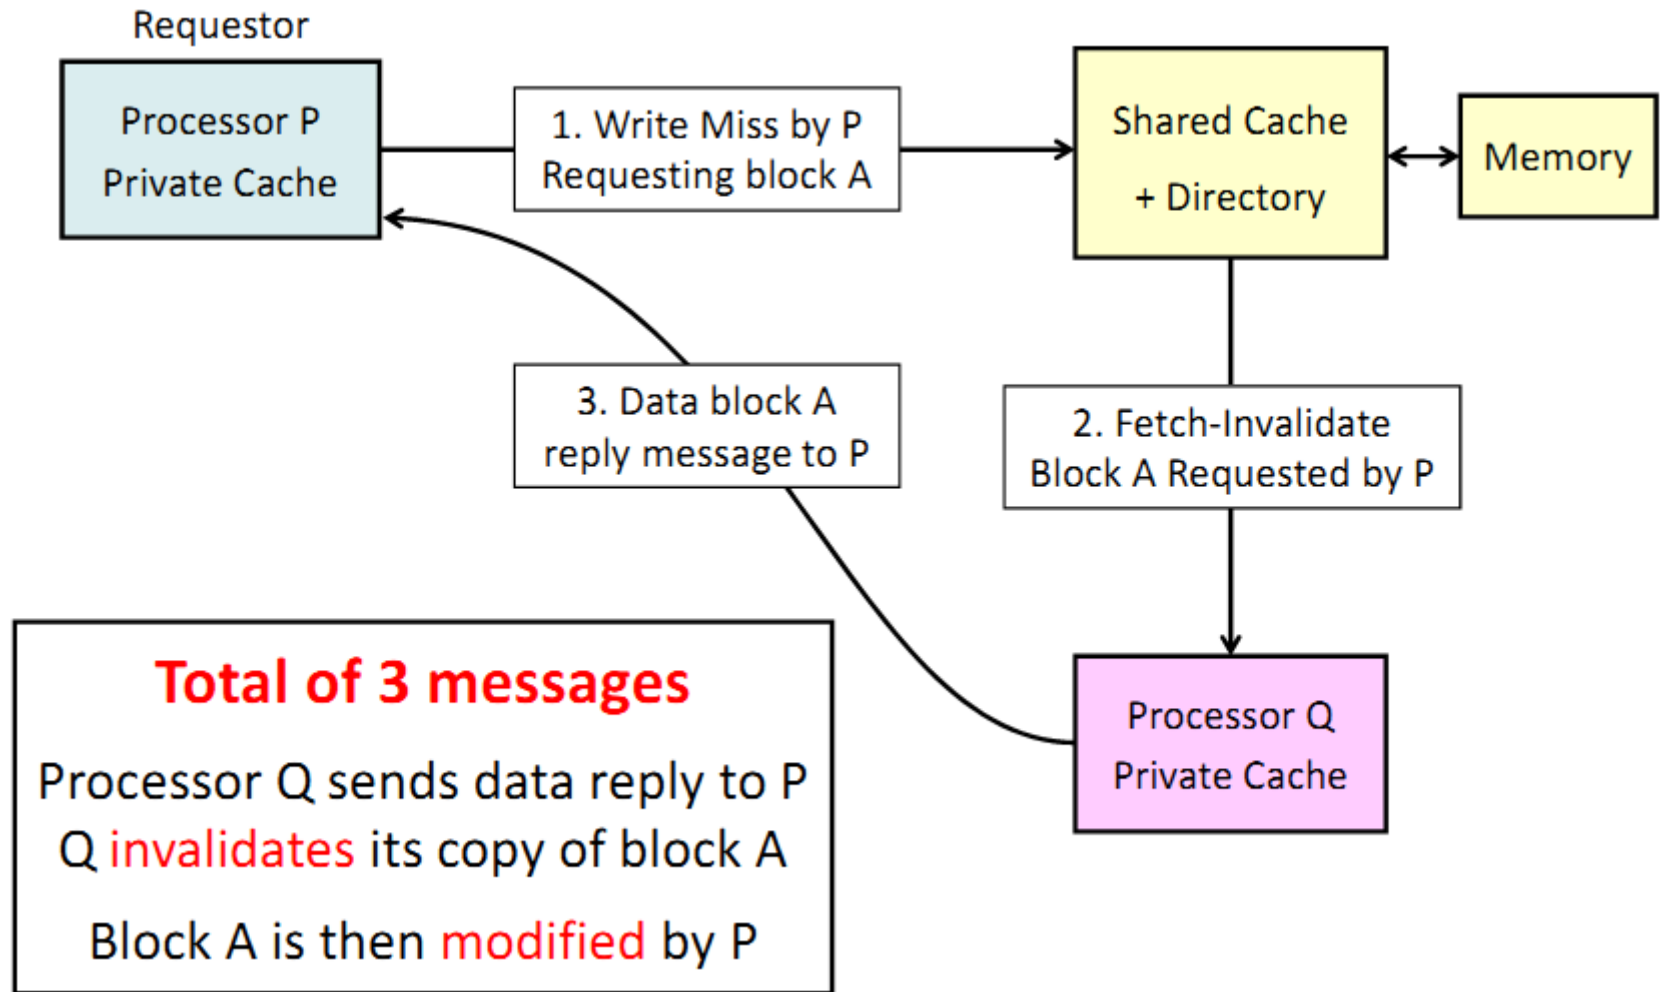 Requestor
Processor P
Private Cache
1. Write Miss by P
Requesting block A
Shared Cache
+ Directory
Memory
3. Data block A
reply message to P
2. Fetch-Invalidate
Block A Requested by P
Total of 3 messages
Processor Q sends data reply to P
Q invalidates its copy of block A
Block A is then modified by P
Processor Q
Private Cache